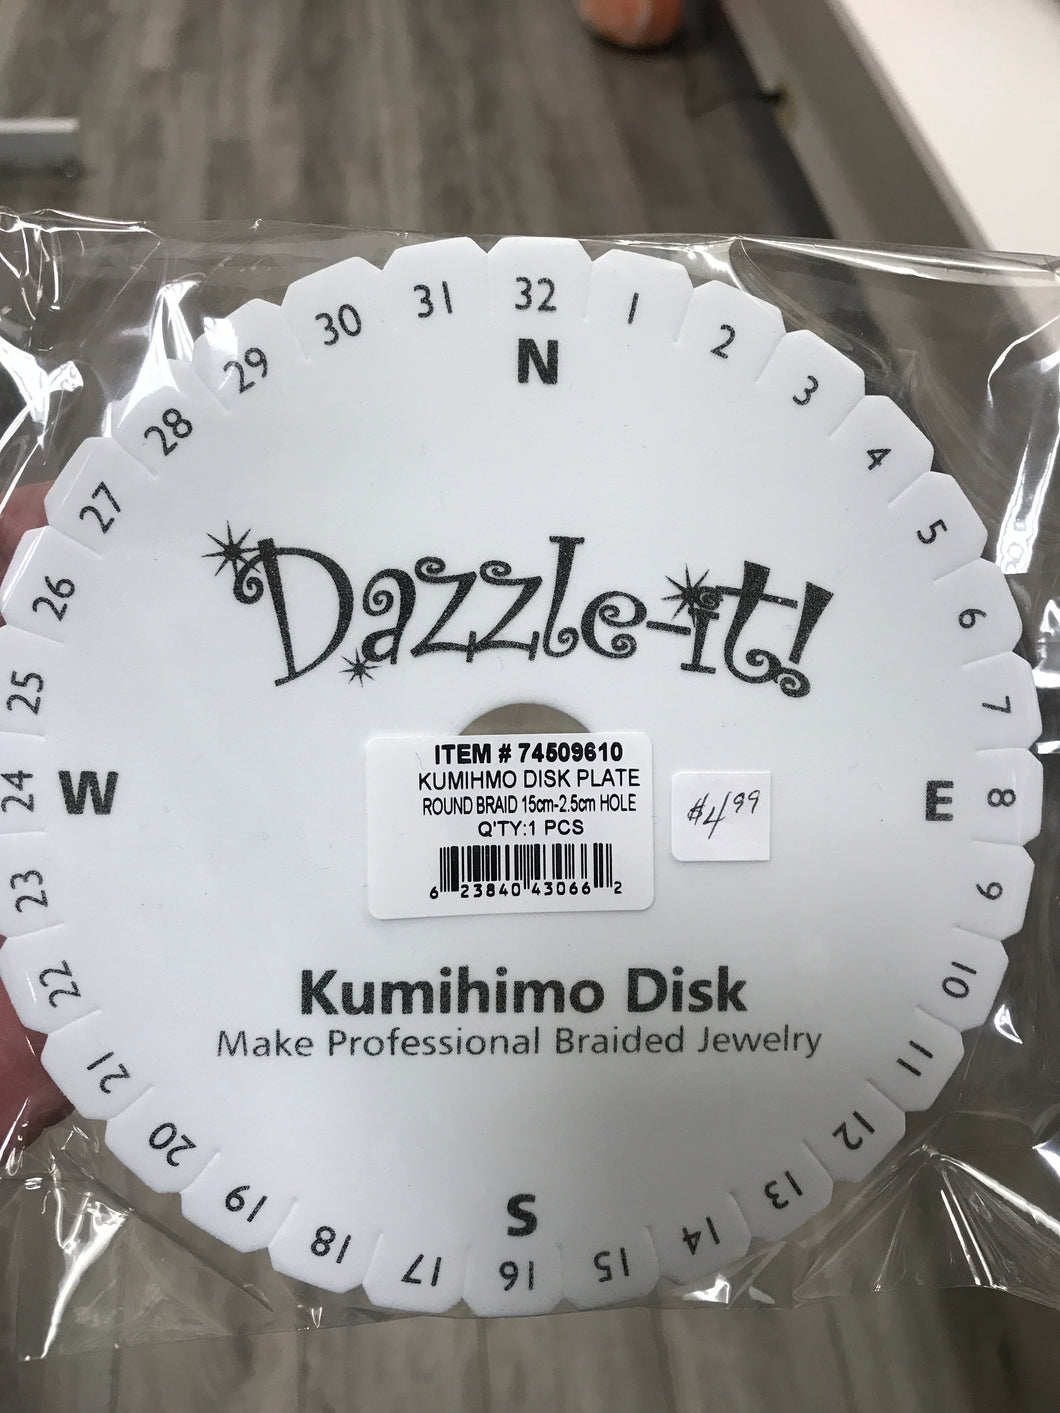 32
1
2
3
4
5
6
7
8
9
10
11
12
13
14
15
16
17
18
19
20
21
22
23
24
25
26
27
28
29
30
31
N
Dazzle-it!
W
E
ITEM # 74509610
KUMIHMO DISK PLATE
ROUND BRAID 15cm-2.5cm HOLE
Q'TY:1 PCS
6 23840 43066 2
$4.99
Kumihimo Disk
Make Professional Braided Jewelry
S